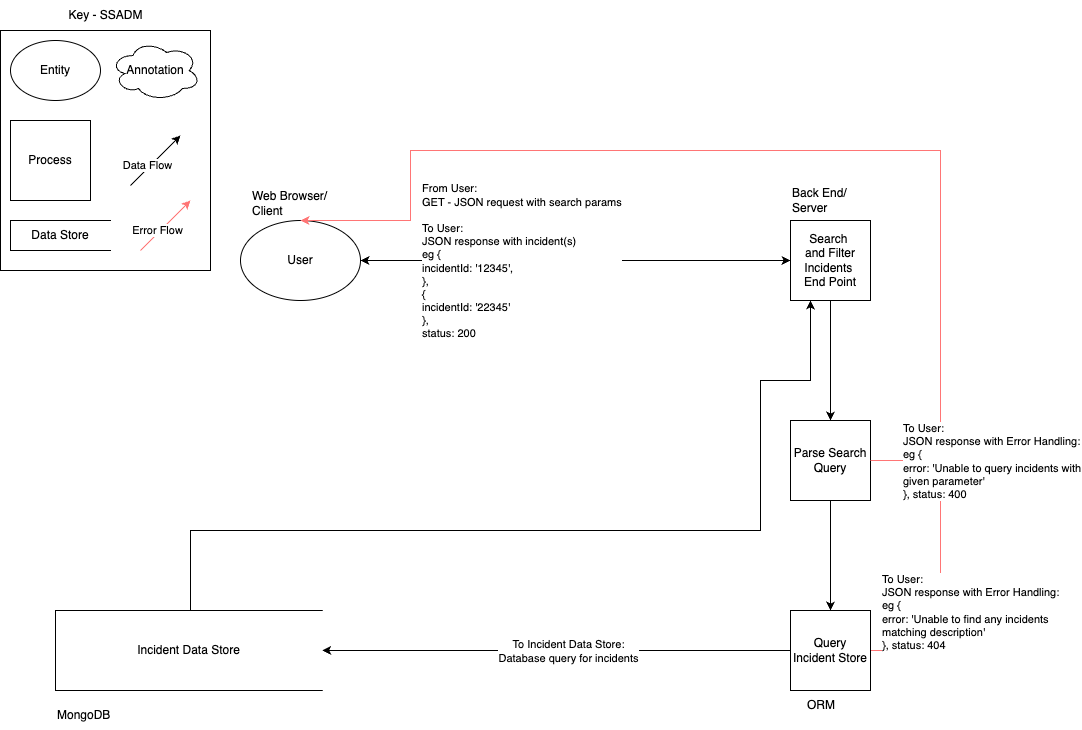 Key - SSADM
Entity
Annotation
Process
Data Flow
Data Store
Error Flow
Web Browser/
Client
User
From User:
GET - JSON request with search params
To User:
JSON response with incident(s)
eg {
incidentId: '12345',
},
{
incidentId: '22345'
},
status: 200
Back End/
Server
Search
and Filter
Incidents
End Point
Parse Search
Query
To User:
JSON response with Error Handling:
eg {
error: 'Unable to query incidents with
given parameter'
}, status: 400
To User:
JSON response with Error Handling:
eg {
error: 'Unable to find any incidents
matching description'
}, status: 404
Query
Incident Store
ORM
To Incident Data Store:
Database query for incidents
Incident Data Store
MongoDB